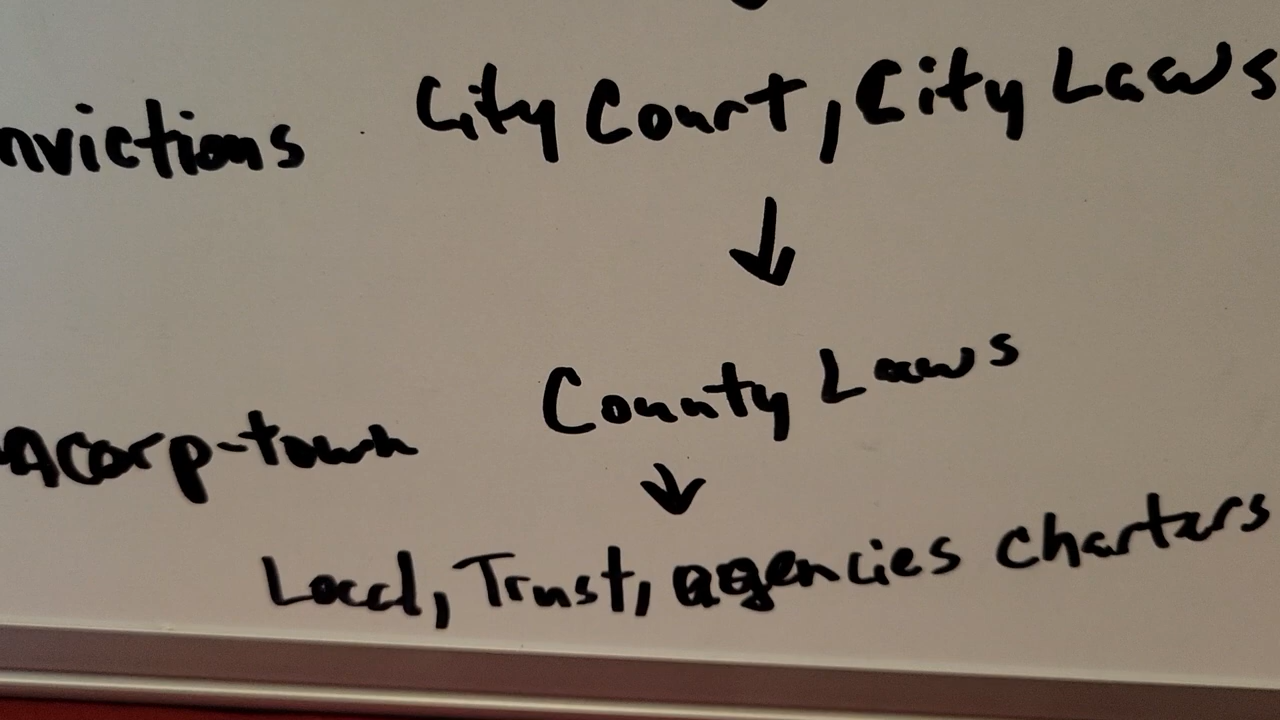 nvictions City Court, City Laws
↓
County Laws
Acorp-town
↓
Local, Trust, agencies charters